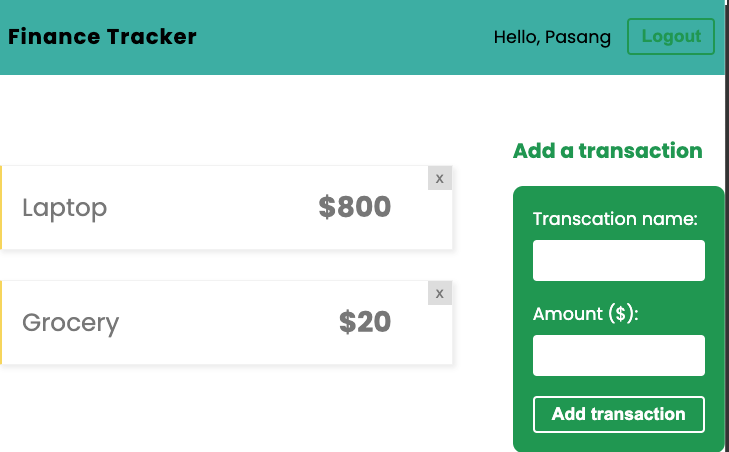 Finance Tracker
Hello, Pasang
Logout
Add a transaction
x
Laptop
$800
x
Grocery
$20
Transcation name:
Amount ($):
Add transaction